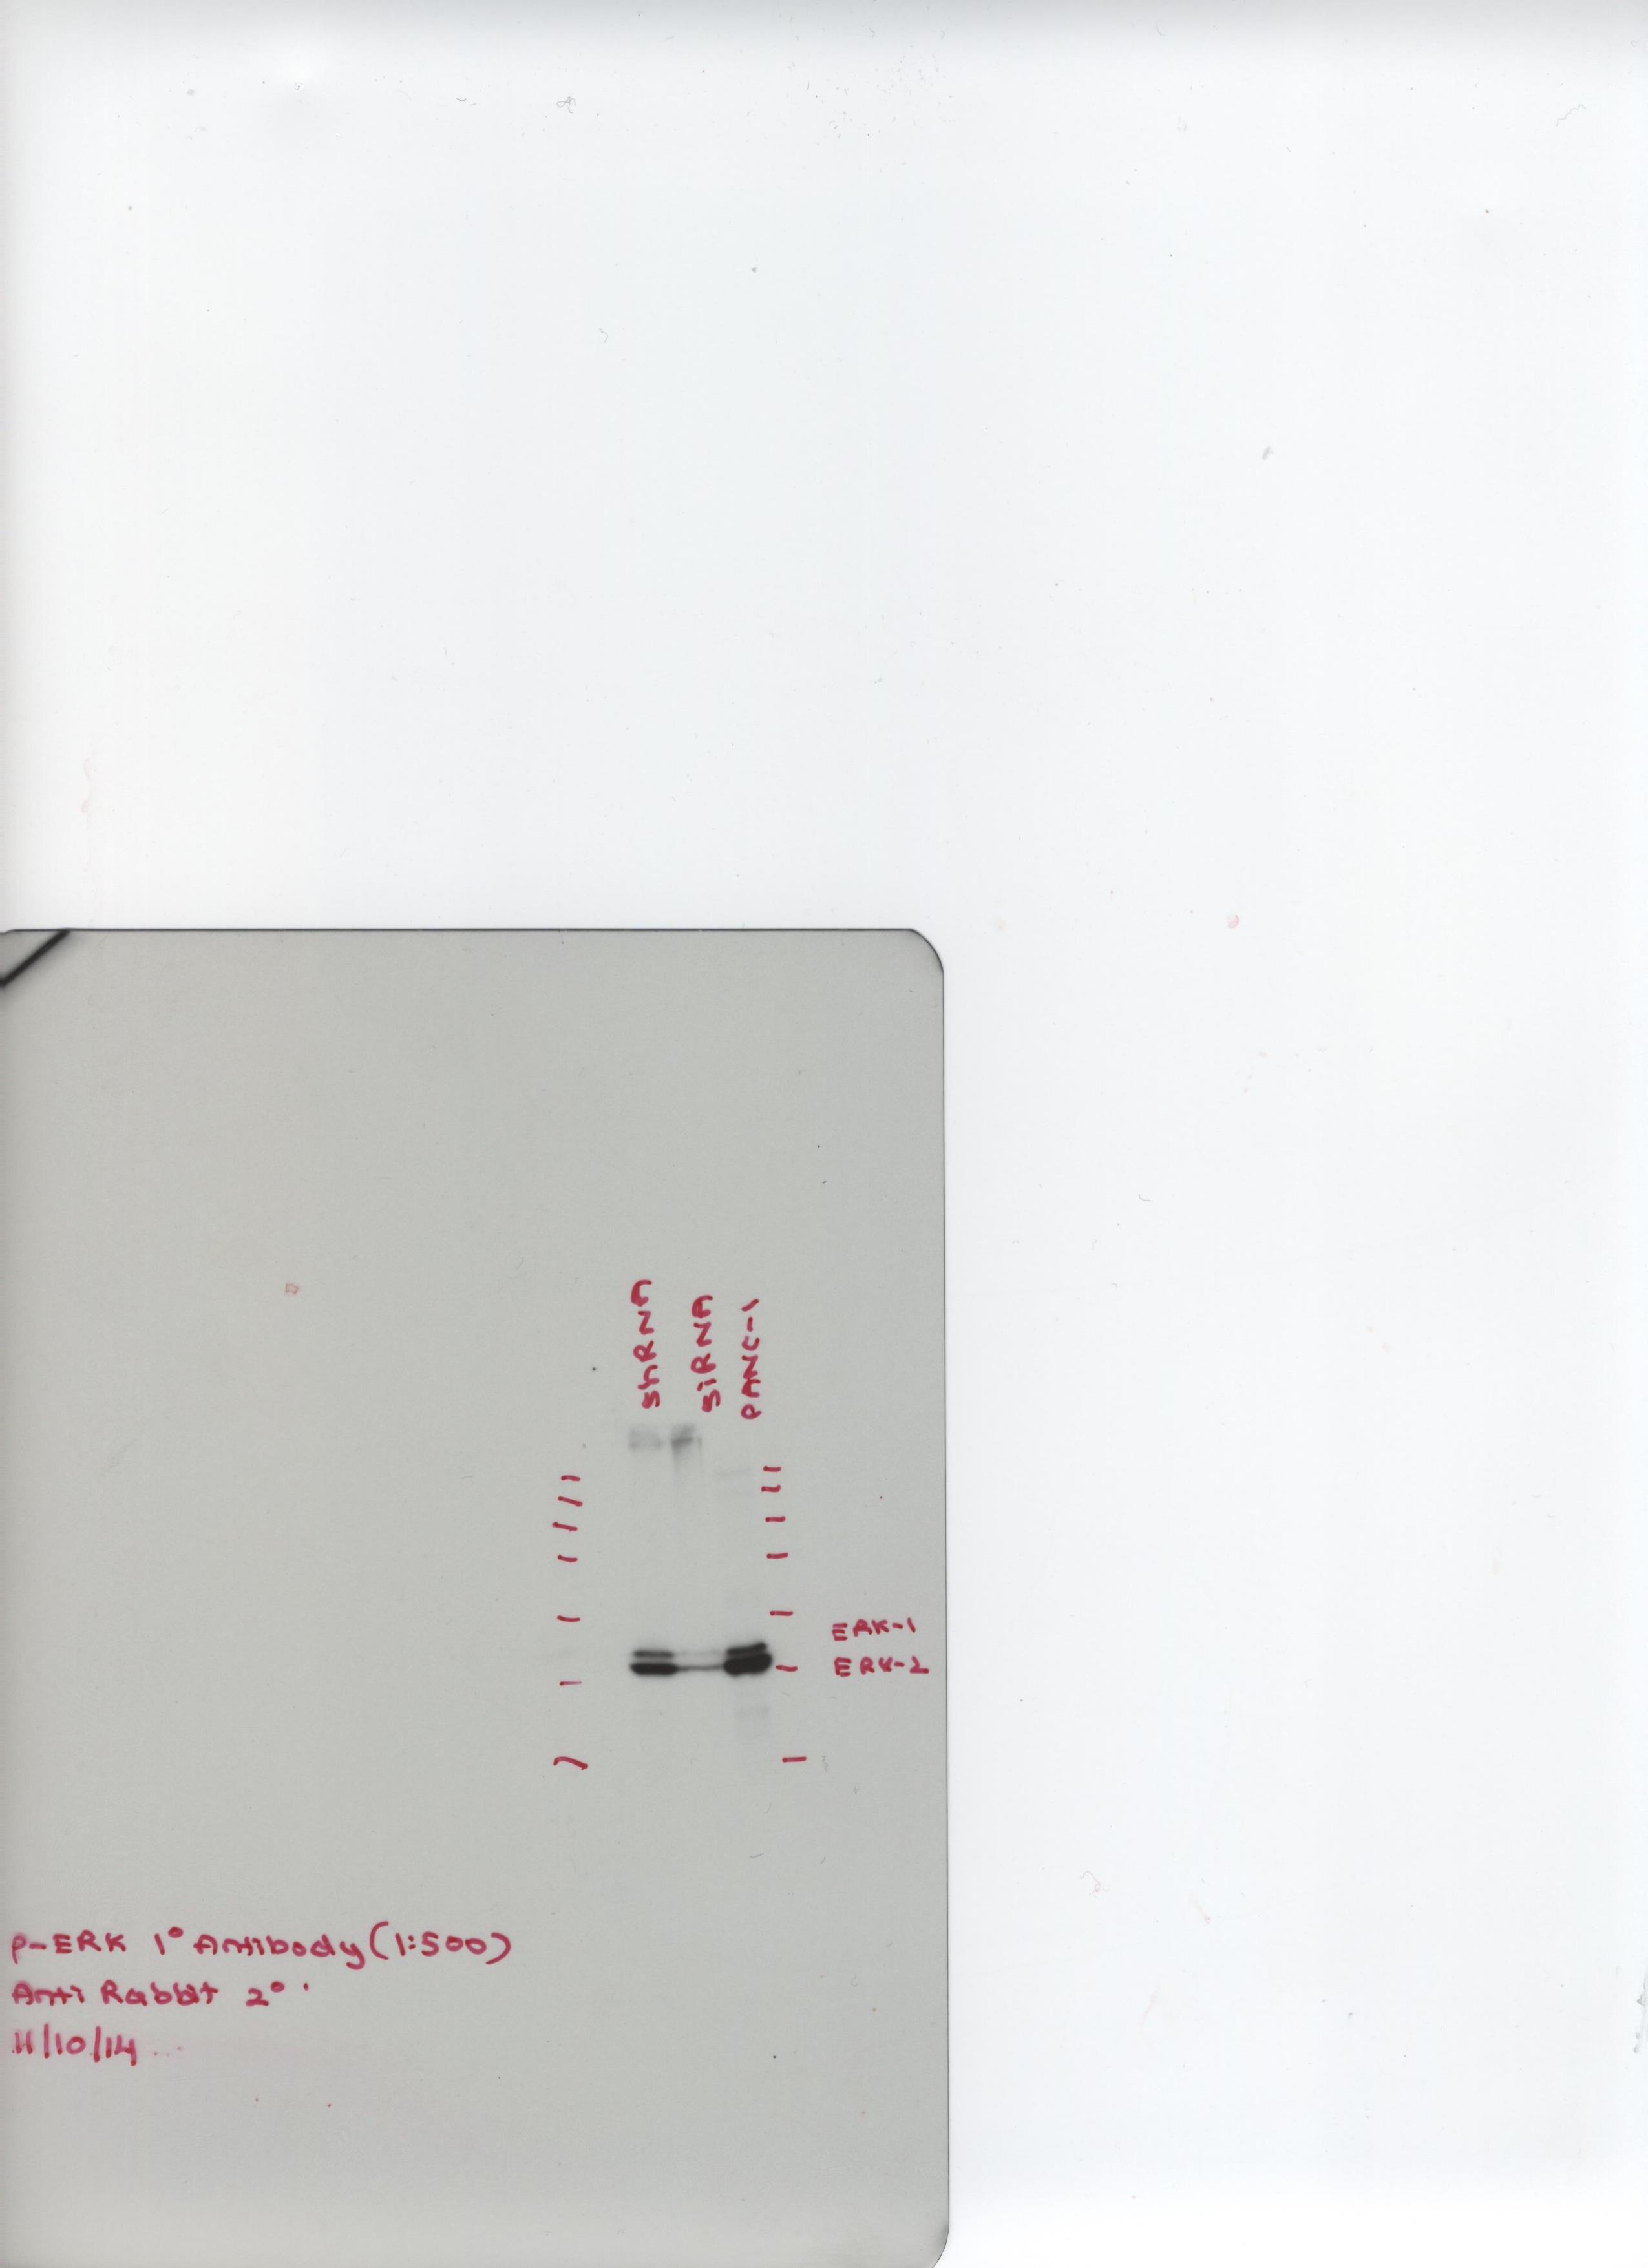 shRNA
siRNA
PANC-1
ERK-1
ERK-2
P-ERK 1° Antibody (1:500)
Anti Rabbit 2°
11/10/14